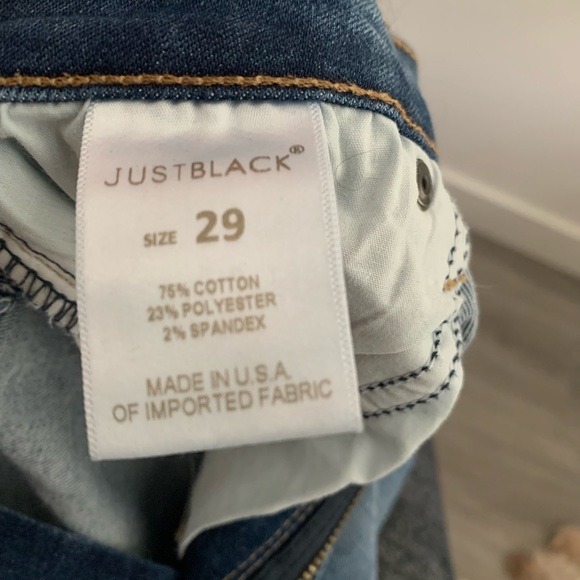 JUSTBLACK®
SIZE 29
75% COTTON
23% POLYESTER
2% SPANDEX
MADE IN U.S.A.
OF IMPORTED FABRIC